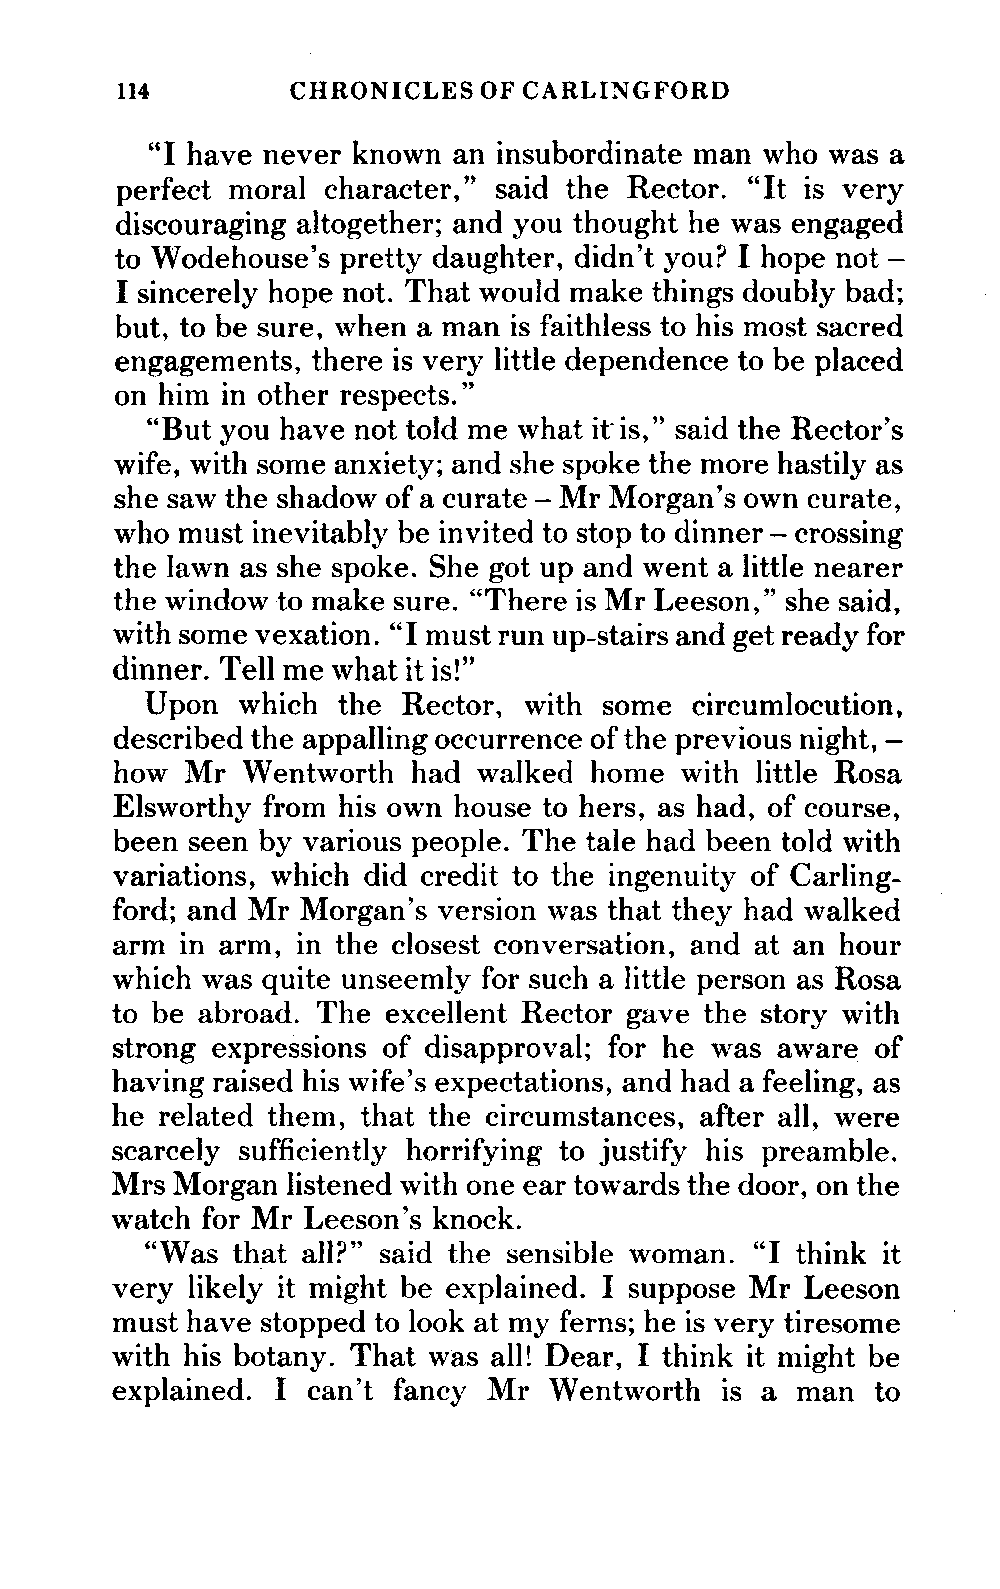 114 CHRONICLES OF CARLINGFORD
“I have never known an insubordinate man who was a
perfect moral character,” said the Rector. “It is very
discouraging altogether; and you thought he was engaged
to Wodehouse’s pretty daughter, didn’t you? I hope not –
I sincerely hope not. That would make things doubly bad;
but, to be sure, when a man is faithless to his most sacred
engagements, there is very little dependence to be placed
on him in other respects.”
“But you have not told me what it is,” said the Rector’s
wife, with some anxiety; and she spoke the more hastily as
she saw the shadow of a curate – Mr Morgan’s own curate,
who must inevitably be invited to stop to dinner – crossing
the lawn as she spoke. She got up and went a little nearer
the window to make sure. “There is Mr Leeson,” she said,
with some vexation. “I must run up-stairs and get ready for
dinner. Tell me what it is!”
Upon which the Rector, with some circumlocution,
described the appalling occurrence of the previous night, –
how Mr Wentworth had walked home with little Rosa
Elsworthy from his own house to hers, as had, of course,
been seen by various people. The tale had been told with
variations, which did credit to the ingenuity of Carling-
ford; and Mr Morgan’s version was that they had walked
arm in arm, in the closest conversation, and at an hour
which was quite unseemly for such a little person as Rosa
to be abroad. The excellent Rector gave the story with
strong expressions of disapproval; for he was aware of
having raised his wife’s expectations, and had a feeling, as
he related them, that the circumstances, after all, were
scarcely sufficiently horrifying to justify his preamble.
Mrs Morgan listened with one ear towards the door, on the
watch for Mr Leeson’s knock.
“Was that all?” said the sensible woman. “I think it
very likely it might be explained. I suppose Mr Leeson
must have stopped to look at my ferns; he is very tiresome
with his botany. That was all! Dear, I think it might be
explained. I can’t fancy Mr Wentworth is a man to